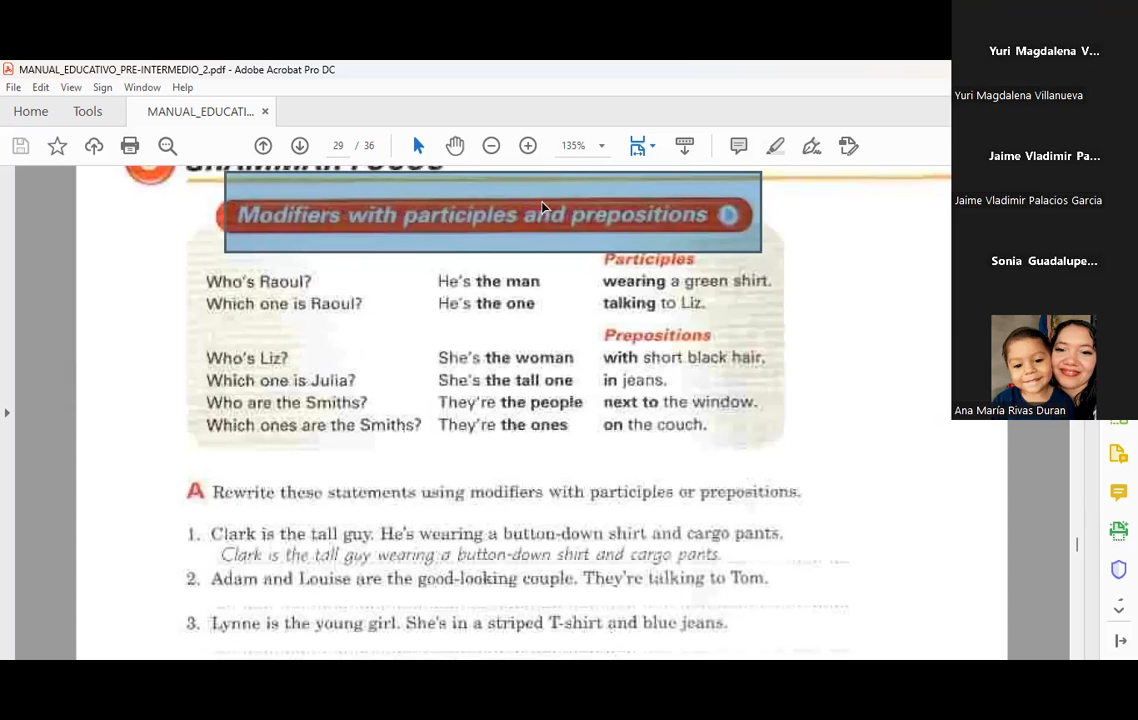 MANUAL_EDUCATIVO_PRE-INTERMEDIO_2.pdf - Adobe Acrobat Pro DC
File Edit View Sign Window Help
Home Tools MANUAL_EDUCATI... ×
29 / 36 135%
GRAMMAR FOCUS
Modifiers with participles and prepositions
Participles
Who's Raoul? He's the man wearing a green shirt.
Which one is Raoul? He's the one talking to Liz.
Prepositions
Who's Liz? She's the woman with short black hair.
Which one is Julia? She's the tall one in jeans.
Who are the Smiths? They're the people next to the window.
Which ones are the Smiths? They're the ones on the couch.
A Rewrite these statements using modifiers with participles or prepositions.
1. Clark is the tall guy. He's wearing a button-down shirt and cargo pants.
Clark is the tall guy wearing a button-down shirt and cargo pants.
2. Adam and Louise are the good-looking couple. They're talking to Tom.
3. Lynne is the young girl. She's in a striped T-shirt and blue jeans.
Yuri Magdalena V...
Yuri Magdalena Villanueva
Jaime Vladimir Pa...
Jaime Vladimir Palacios Garcia
Sonia Guadalupe...
Ana María Rivas Duran